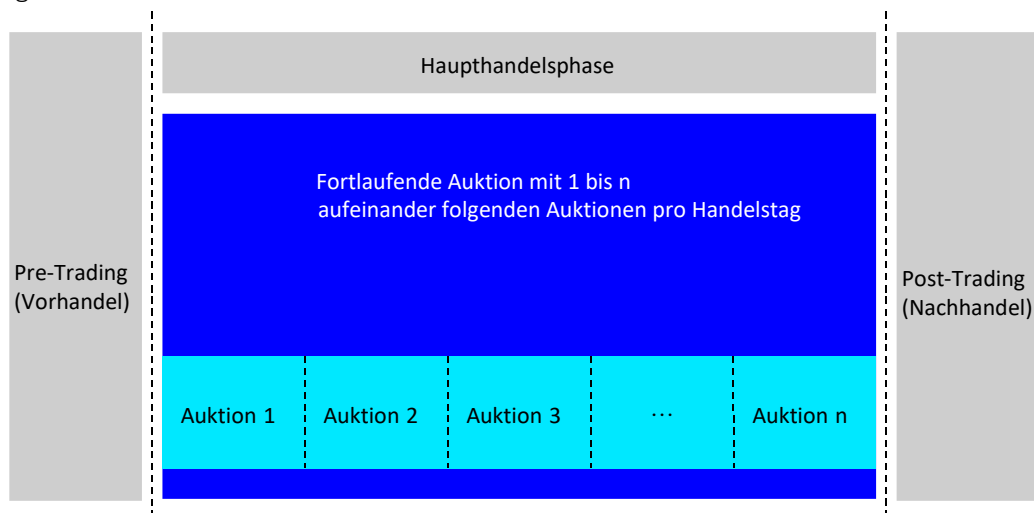 Haupthandelsphase
Fortlaufende Auktion mit 1 bis n
aufeinander folgenden Auktionen pro Handelstag
Pre-Trading
(Vorhandel)
Post-Trading
(Nachhandel)
Auktion 1
Auktion 2
Auktion 3
...
Auktion n